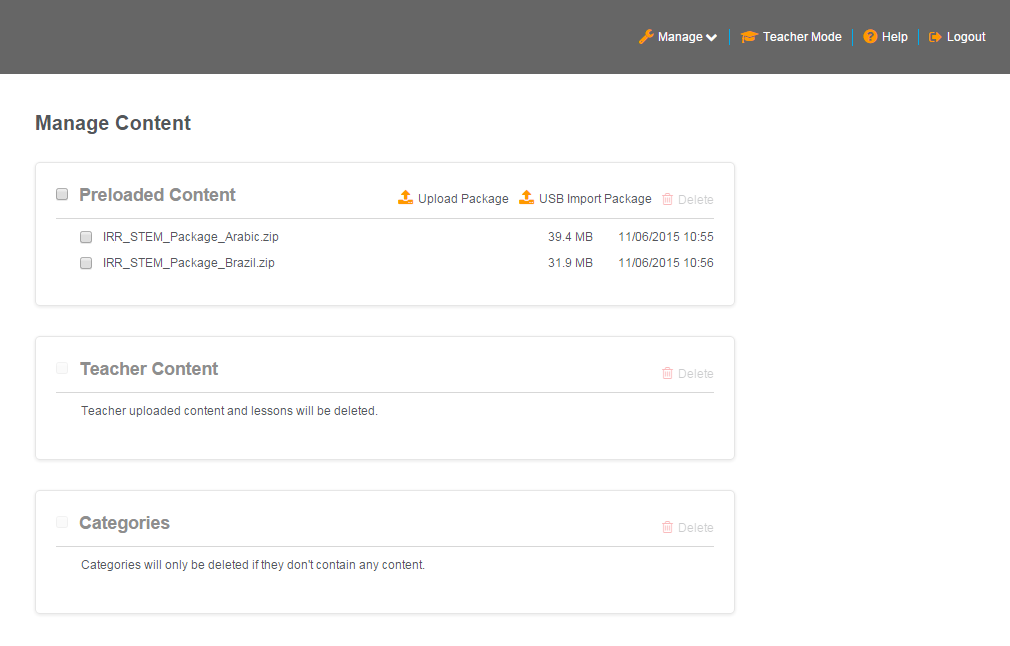 Manage Teacher Mode Help Logout
Manage Content
Preloaded Content Upload Package USB Import Package Delete
IRR_STEM_Package_Arabic.zip 39.4 MB 11/06/2015 10:55
IRR_STEM_Package_Brazil.zip 31.9 MB 11/06/2015 10:56
Teacher Content Delete
Teacher uploaded content and lessons will be deleted.
Categories Delete
Categories will only be deleted if they don't contain any content.